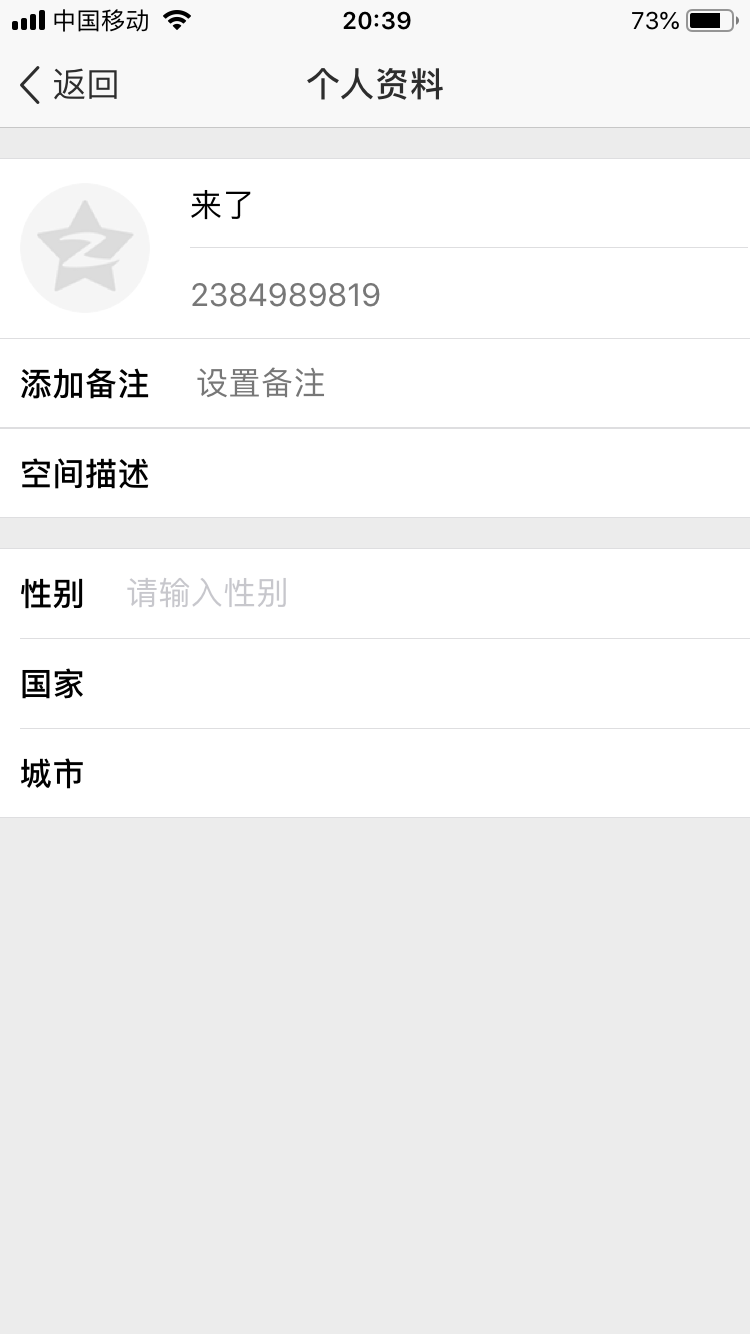 中国移动 20:39 73%
返回 个人资料
来了
2384989819
添加备注 设置备注
空间描述
性别 请输入性别
国家
城市